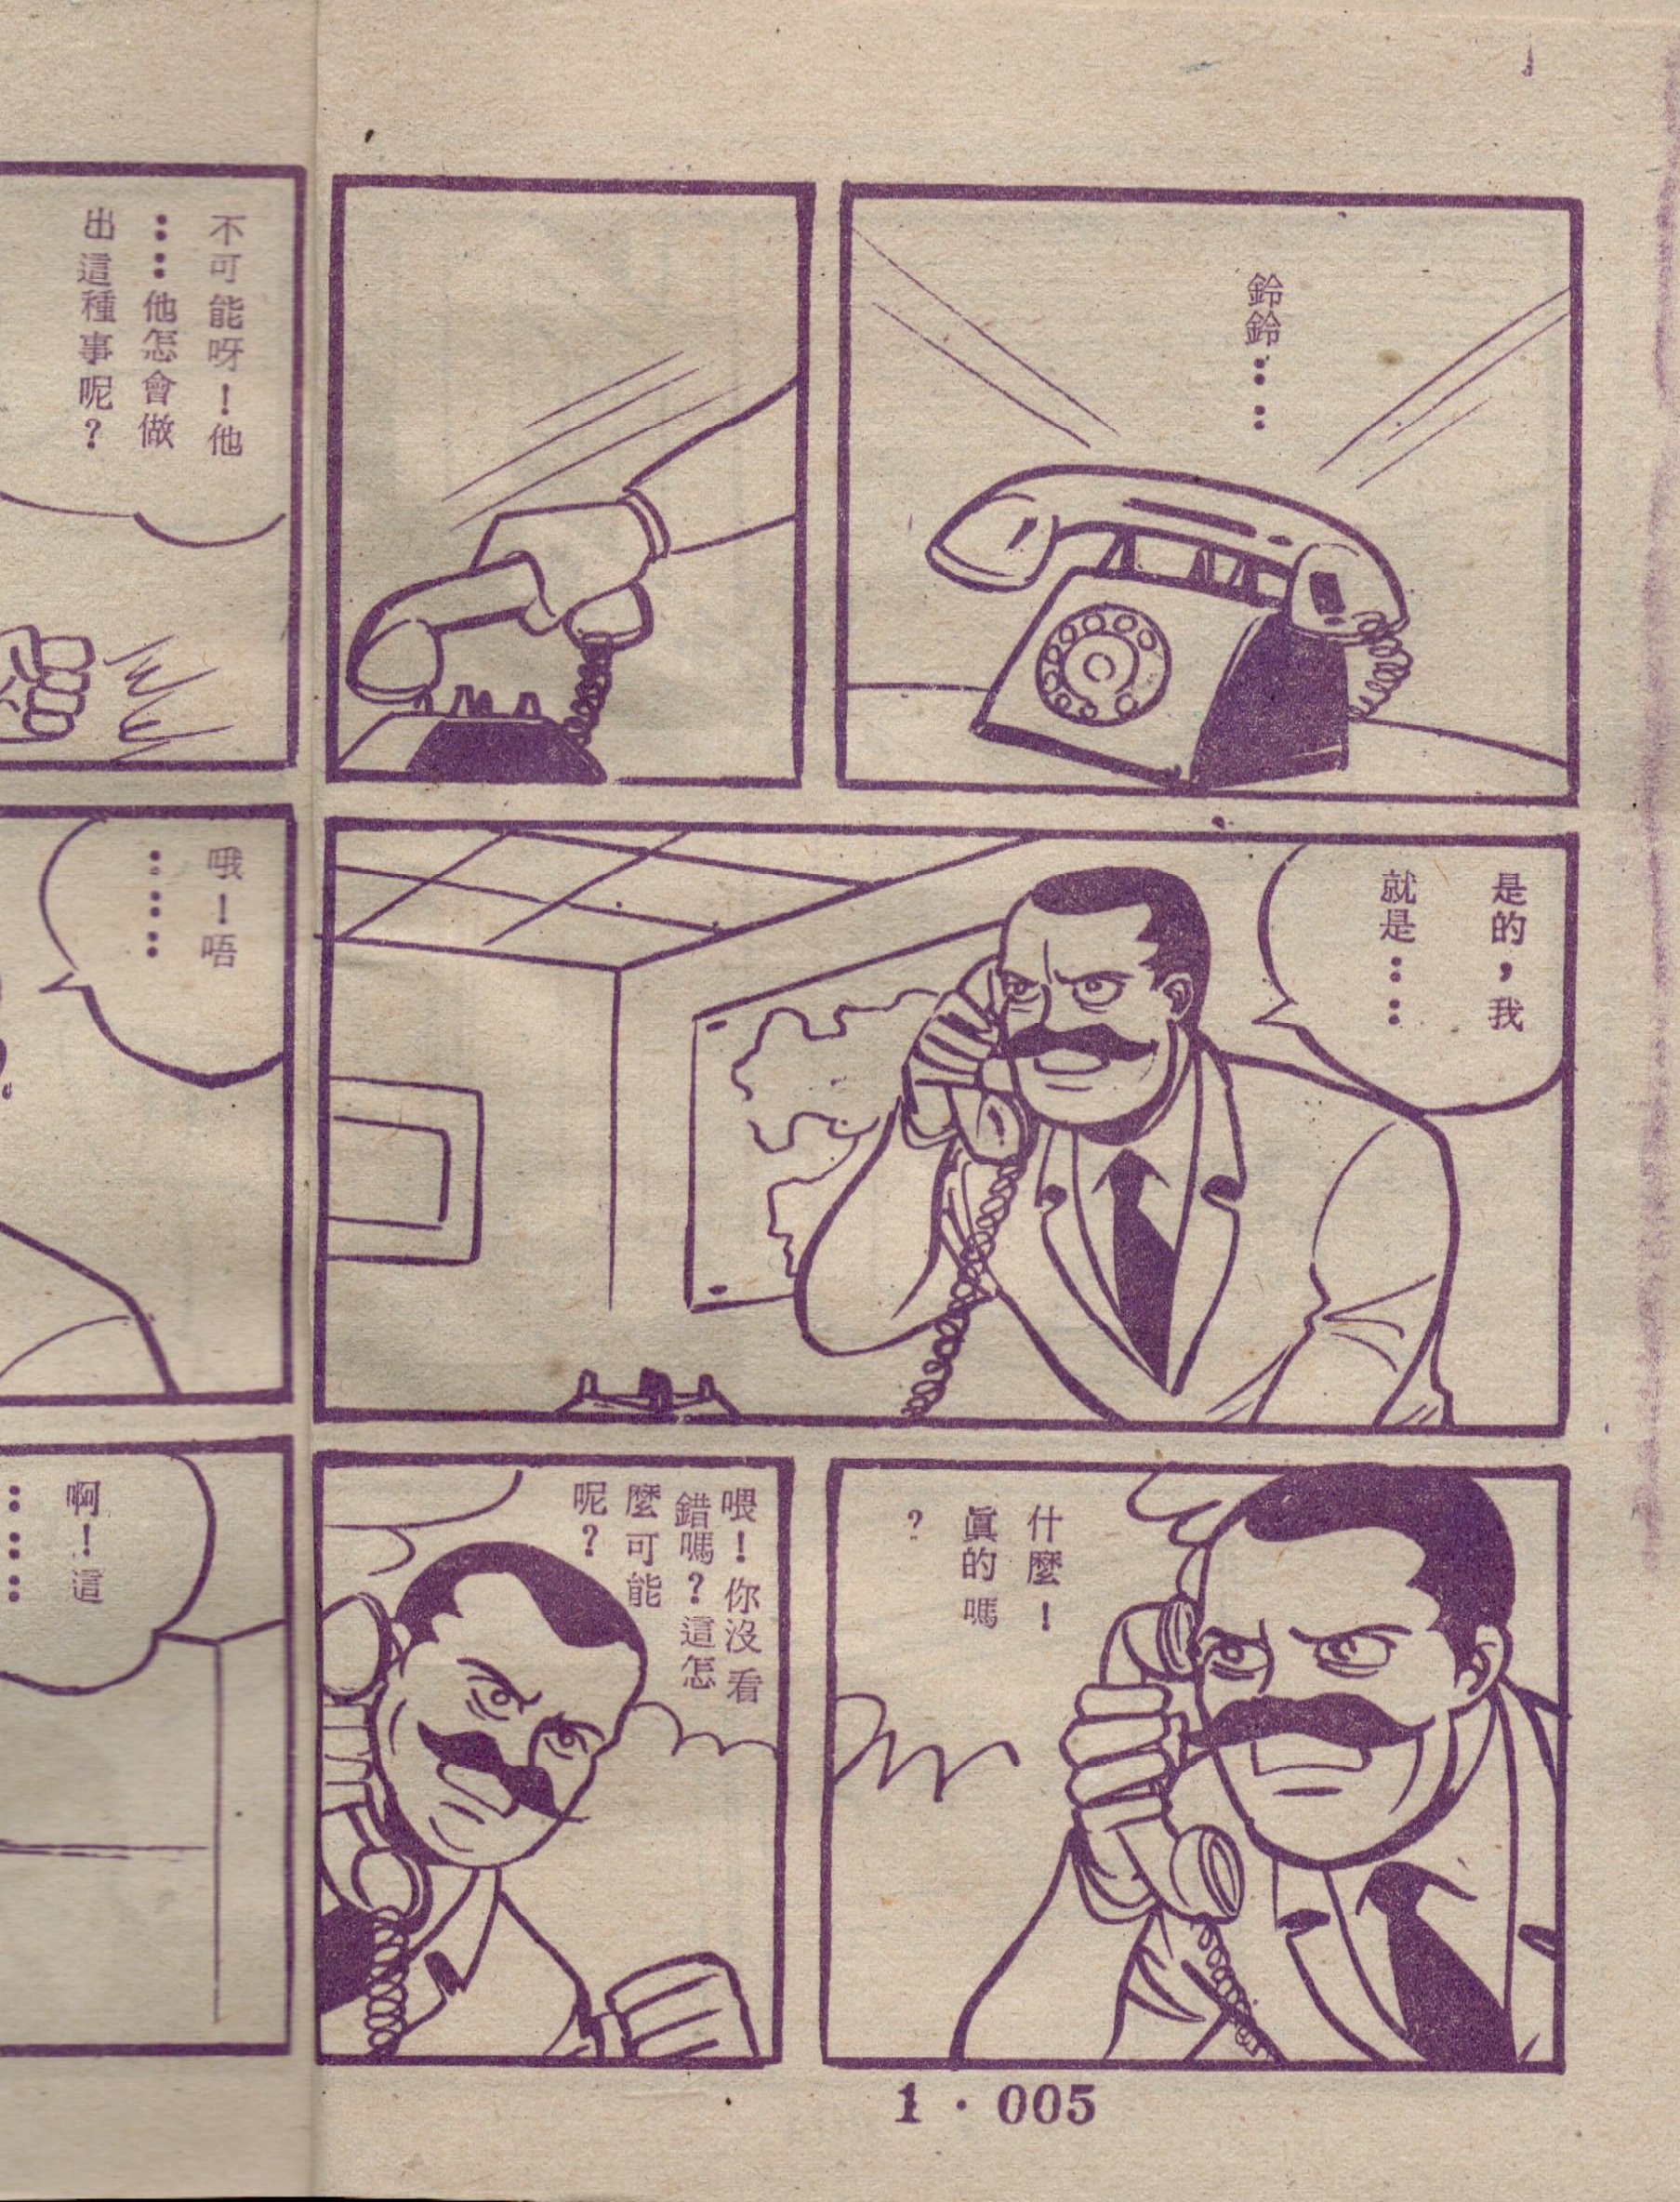 鈴鈴……
是的，我
就是……
什麼！
眞的嗎
？
喂！你沒看
錯嗎？這怎
麼可能
呢？
1·005
不可能呀！他
……他怎會做
出這種事呢？
哦！唔
……
啊！這
……